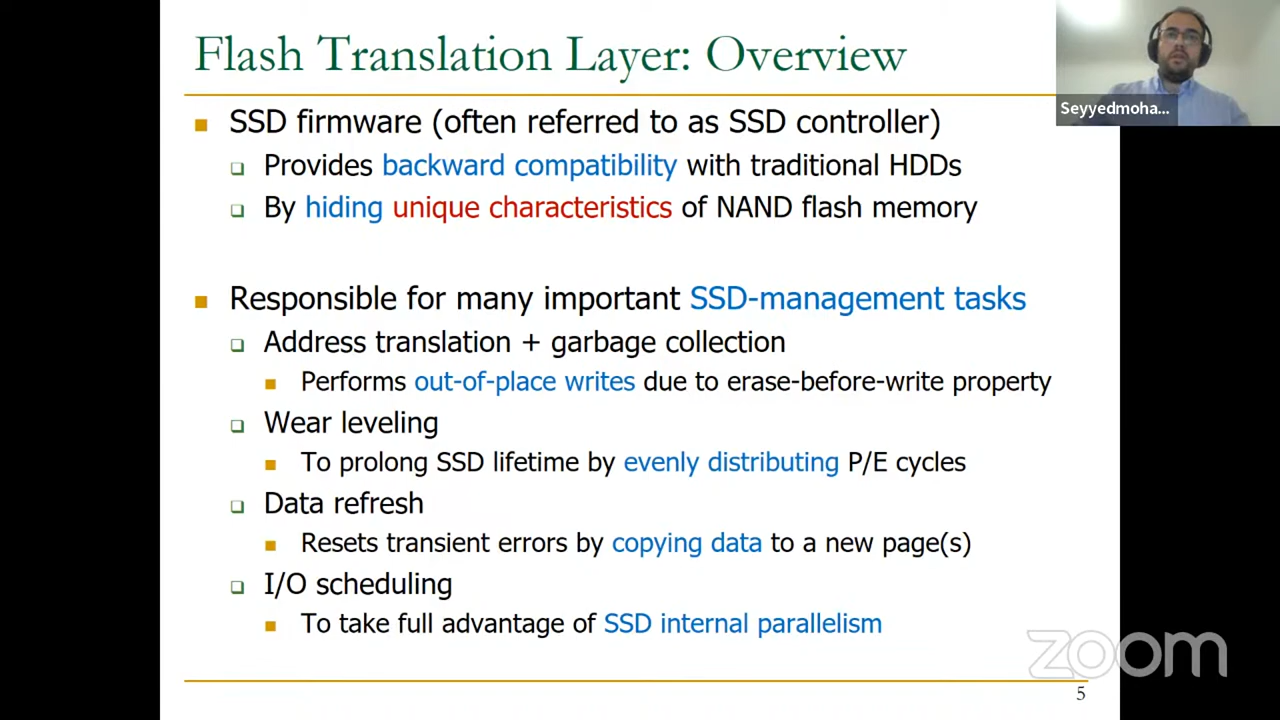 Flash Translation Layer: Overview
Seyyedmoha...
SSD firmware (often referred to as SSD controller)
Provides backward compatibility with traditional HDDs
By hiding unique characteristics of NAND flash memory
Responsible for many important SSD-management tasks
Address translation + garbage collection
Performs out-of-place writes due to erase-before-write property
Wear leveling
To prolong SSD lifetime by evenly distributing P/E cycles
Data refresh
Resets transient errors by copying data to a new page(s)
I/O scheduling
To take full advantage of SSD internal parallelism
zoom
5